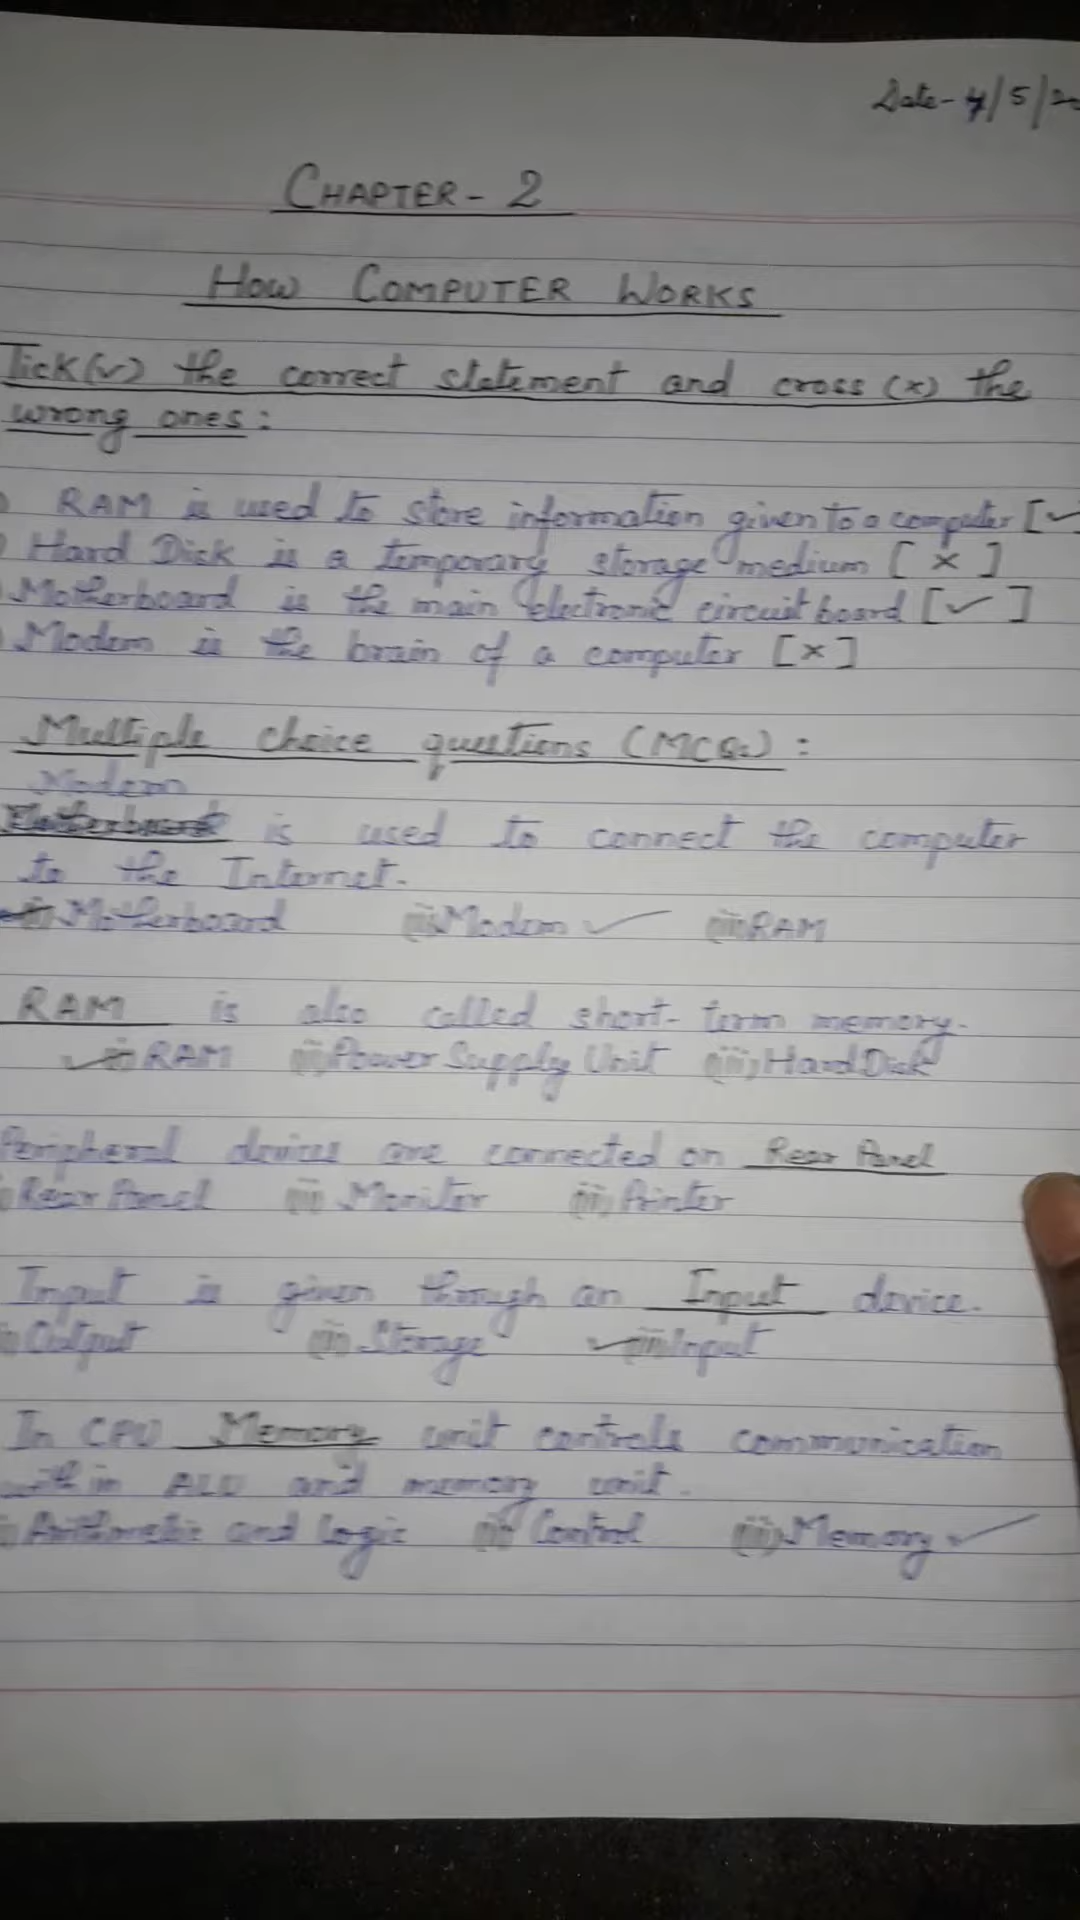 Date- 4/5/20
CHAPTER- 2
HOW COMPUTER WORKS
Tick(✓) the correct statement and cross (x) the
wrong ones:
RAM is used to store information given to a computer [✓
Hard Disk is a temporary storage medium [ x ]
Motherboard is the main electronic circuit board [✓]
Modem is the brain of a computer [x]
Multiple choice questions (MCQs):
Modem
is used to connect the computer
to the Internet.
i) Motherboard ii) Modem ✓ iii) RAM
RAM is also called short-term memory.
✓ i) RAM ii) Power Supply Unit iii) Hard Disk
Peripheral devices are connected on Rear Panel
i) Rear Panel ii) Monitor iii) Printer
Input is given through an Input device.
i) Output ii) Storage ✓ iii) Input
In CPU Memory unit controls communication
within ALU and memory unit.
i) Arithmetic and Logic ii) Control iii) Memory ✓